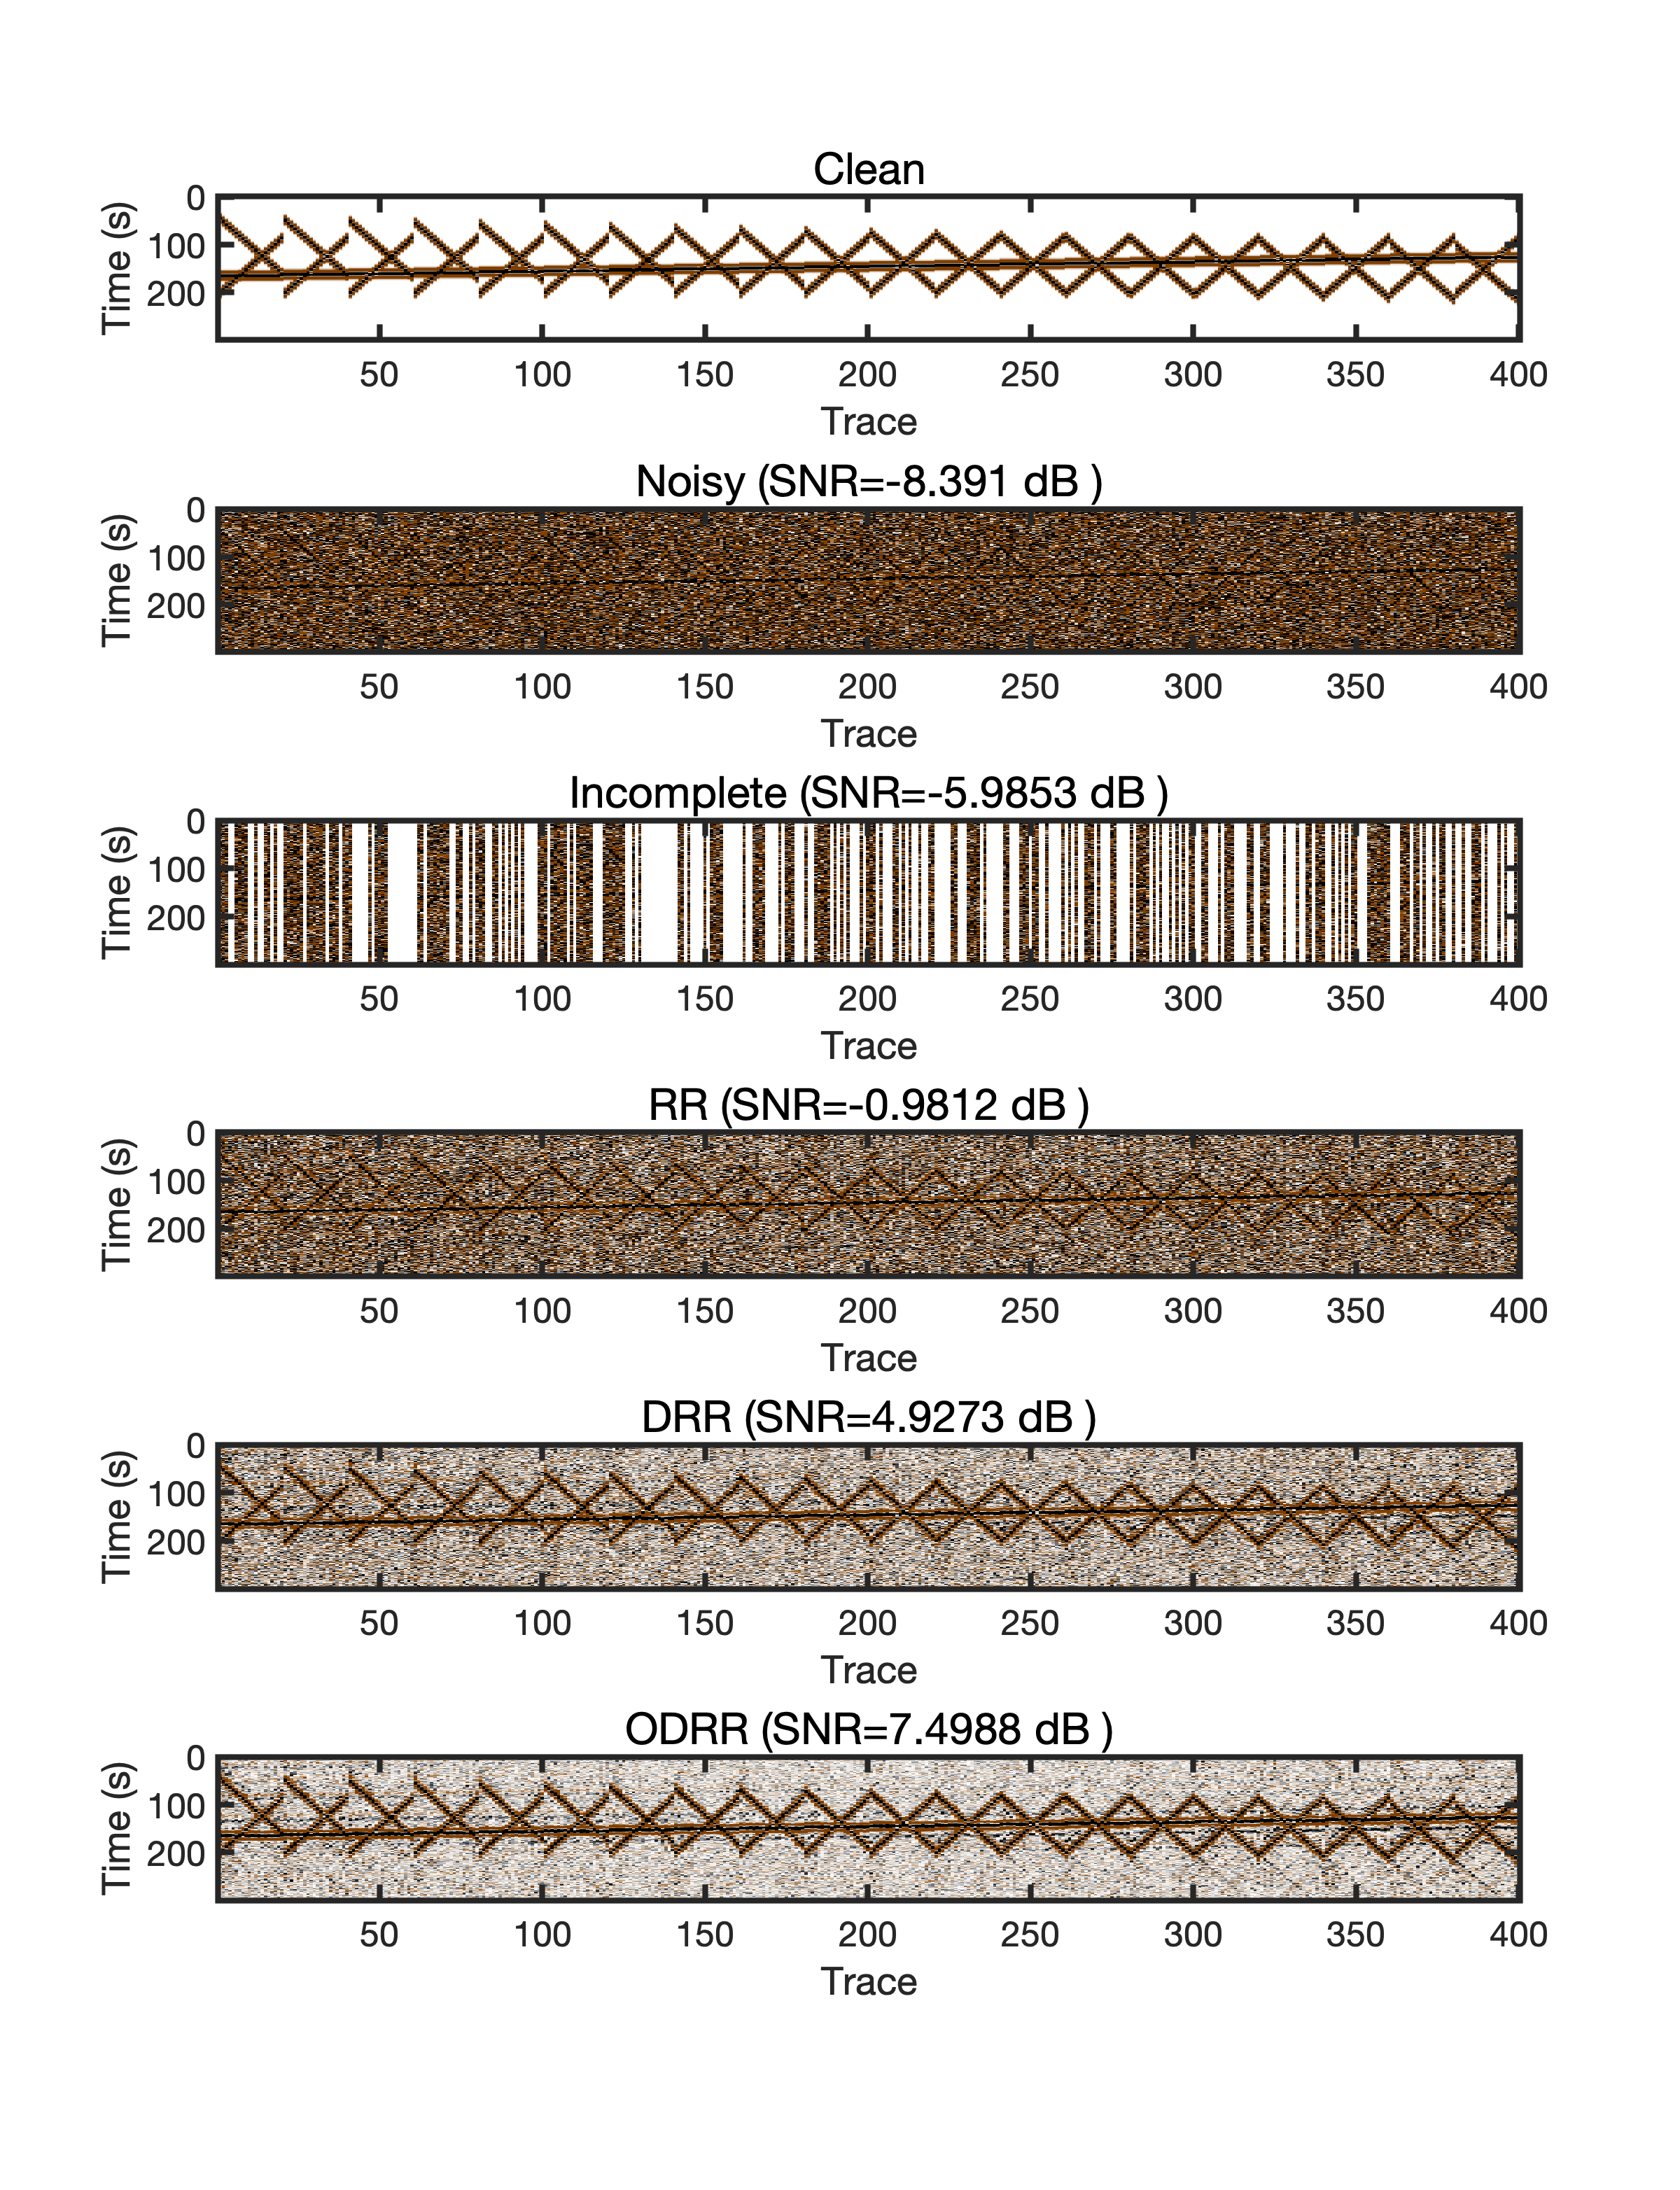 Clean
0
100
200
Time (s)
50 100 150 200 250 300 350 400
Trace
Noisy (SNR=-8.391 dB )
0
100
200
Time (s)
50 100 150 200 250 300 350 400
Trace
Incomplete (SNR=-5.9853 dB )
0
100
200
Time (s)
50 100 150 200 250 300 350 400
Trace
RR (SNR=-0.9812 dB )
0
100
200
Time (s)
50 100 150 200 250 300 350 400
Trace
DRR (SNR=4.9273 dB )
0
100
200
Time (s)
50 100 150 200 250 300 350 400
Trace
ODRR (SNR=7.4988 dB )
0
100
200
Time (s)
50 100 150 200 250 300 350 400
Trace